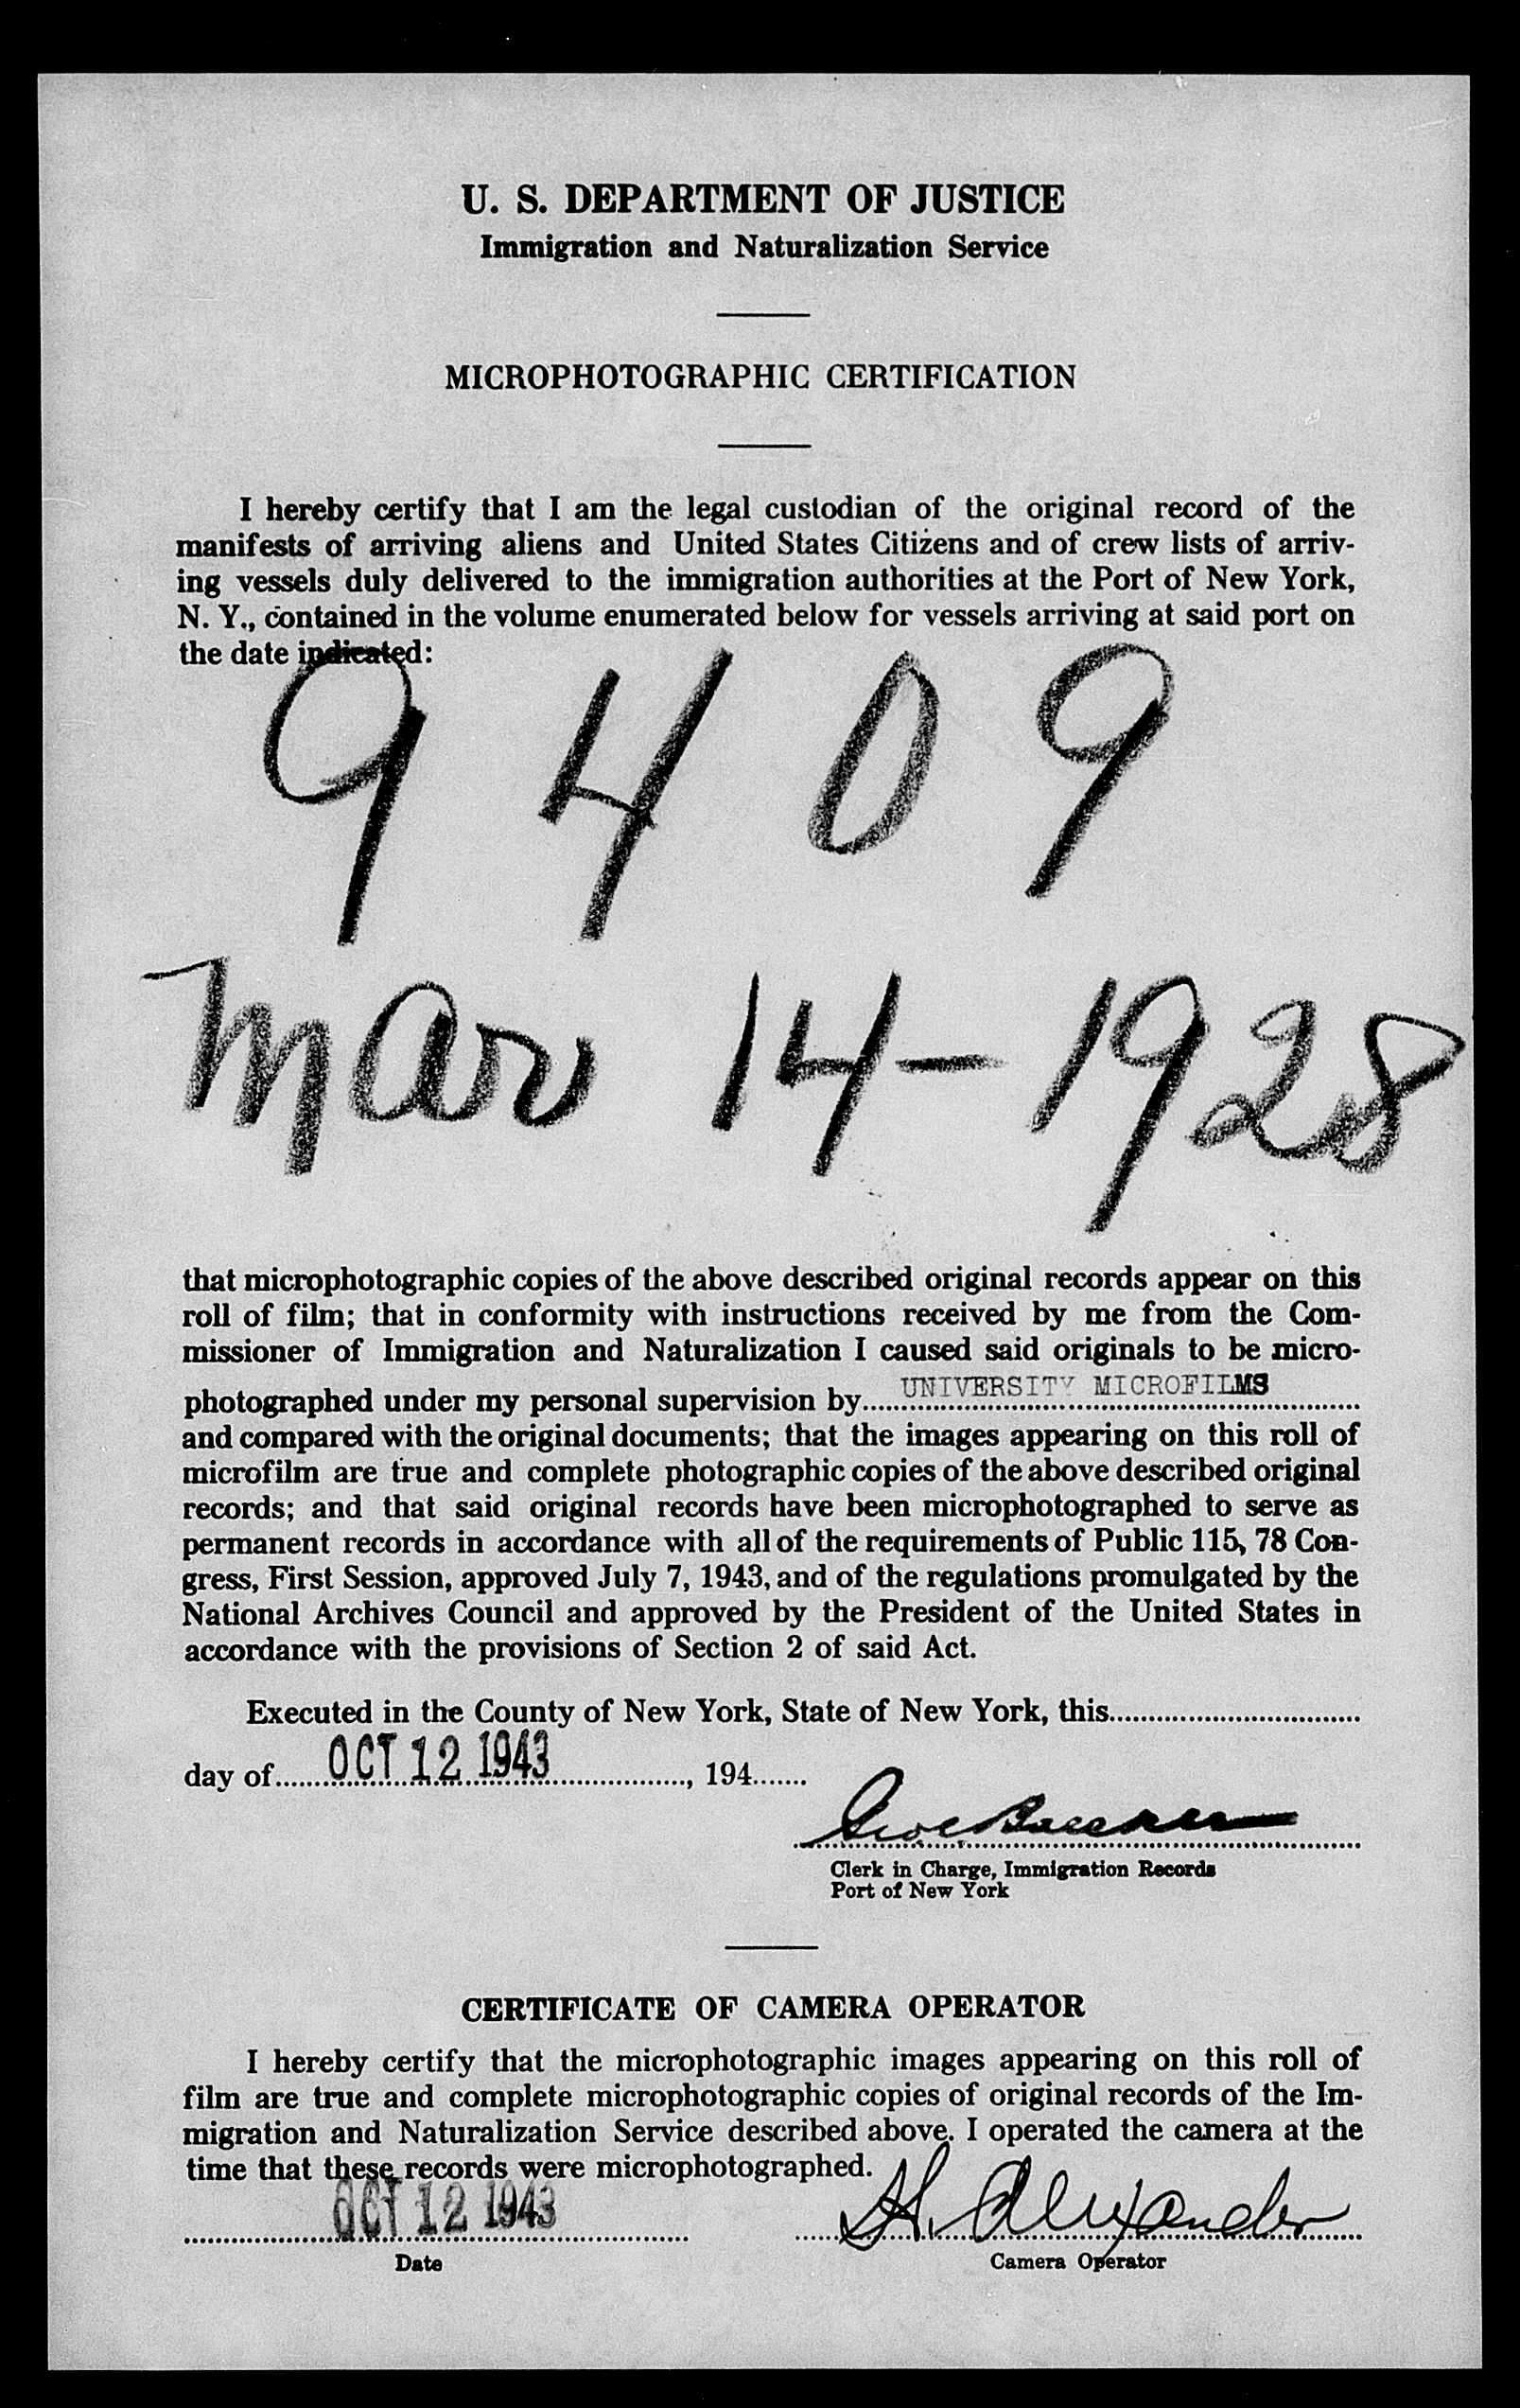 U. S. DEPARTMENT OF JUSTICE
Immigration and Naturalization Service
MICROPHOTOGRAPHIC CERTIFICATION
I hereby certify that I am the legal custodian of the original record of the
manifests of arriving aliens and United States Citizens and of crew lists of arriv-
ing vessels duly delivered to the immigration authorities at the Port of New York,
N. Y., contained in the volume enumerated below for vessels arriving at said port on
the date indicated:
9409
Mar 14-1928
that microphotographic copies of the above described original records appear on this
roll of film; that in conformity with instructions received by me from the Com-
missioner of Immigration and Naturalization I caused said originals to be micro-
photographed under my personal supervision by UNIVERSITY MICROFILMS
and compared with the original documents; that the images appearing on this roll of
microfilm are true and complete photographic copies of the above described original
records; and that said original records have been microphotographed to serve as
permanent records in accordance with all of the requirements of Public 115, 78 Con-
gress, First Session, approved July 7, 1943, and of the regulations promulgated by the
National Archives Council and approved by the President of the United States in
accordance with the provisions of Section 2 of said Act.
Executed in the County of New York, State of New York, this
day of OCT 12 1943, 194
Clerk in Charge, Immigration Records
Port of New York
CERTIFICATE OF CAMERA OPERATOR
I hereby certify that the microphotographic images appearing on this roll of
film are true and complete microphotographic copies of original records of the Im-
migration and Naturalization Service described above. I operated the camera at the
time that these records were microphotographed.
OCT 12 1943 H. Alexander
Date Camera Operator